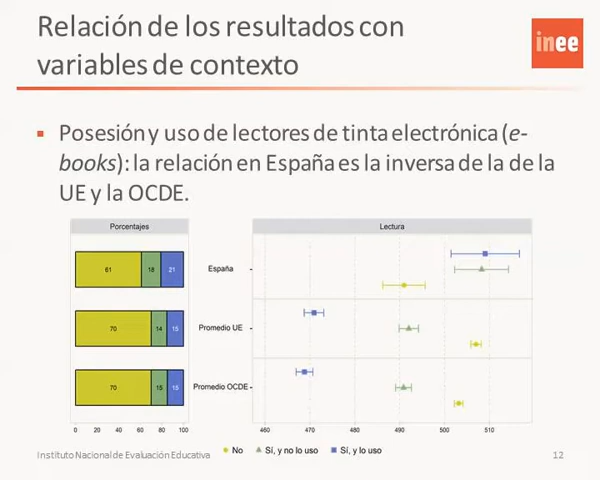 Relación de los resultados con
variables de contexto
inee
Posesión y uso de lectores de tinta electrónica (e-
books): la relación en España es la inversa de la de la
UE y la OCDE.
Porcentajes
Lectura
61 18 21
España
70 14 15
Promedio UE
70 15 15
Promedio OCDE
0 20 40 60 80 100
460 470 480 490 500 510
No Sí, y no lo uso Sí, y lo uso
Instituto Nacional de Evaluación Educativa
12